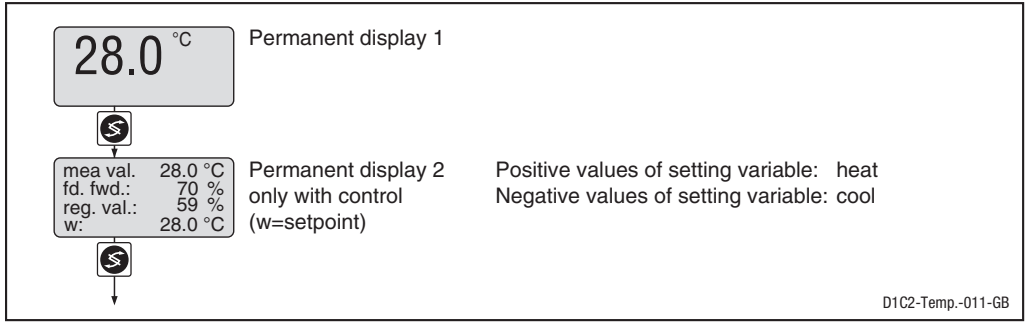 28.0 °C
Permanent display 1
mea val. 28.0 °C
fd. fwd.: 70 %
reg. val.: 59 %
w: 28.0 °C
Permanent display 2
only with control
(w=setpoint)
Positive values of setting variable: heat
Negative values of setting variable: cool
D1C2-Temp.-011-GB